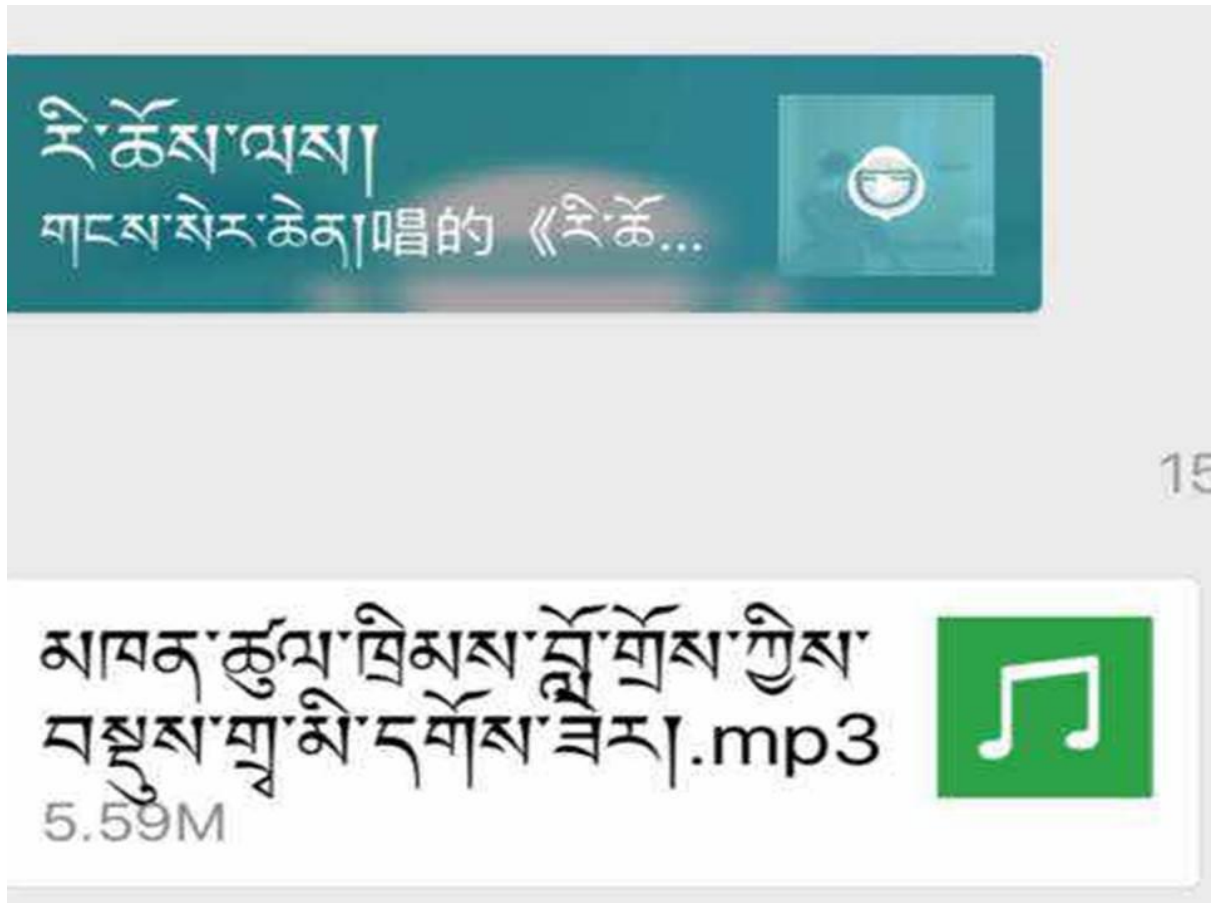 རི་ཆོས་ལས།
གངས་སེར་ཆེན།唱的《རི་ཆོ...
15
མཁན་ཚུལ་ཁྲིམས་བློ་གྲོས་ཀྱིས་
བསྡུས་གྲྭ་མི་དགོས་ཟེར།.mp3
5.59M